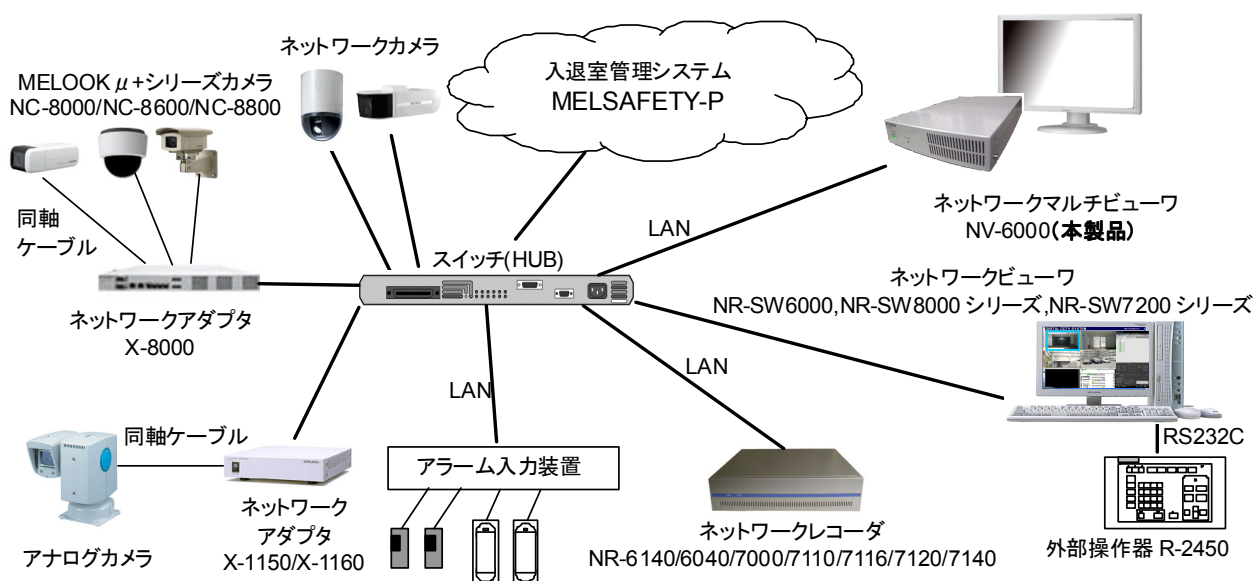 ネットワークカメラ
MELOOK μ+シリーズカメラ
NC-8000/NC-8600/NC-8800
入退室管理システム
MELSAFETY-P
同軸
ケーブル
LAN
ネットワークマルチビューワ
NV-6000(本製品)
スイッチ(HUB)
ネットワークビューワ
NR-SW6000,NR-SW8000 シリーズ,NR-SW7200 シリーズ
ネットワークアダプタ
X-8000
LAN
LAN
同軸ケーブル
アラーム入力装置
RS232C
ネットワーク
アダプタ
X-1150/X-1160
アナログカメラ
ネットワークレコーダ
NR-6140/6040/7000/7110/7116/7120/7140
外部操作器 R-2450